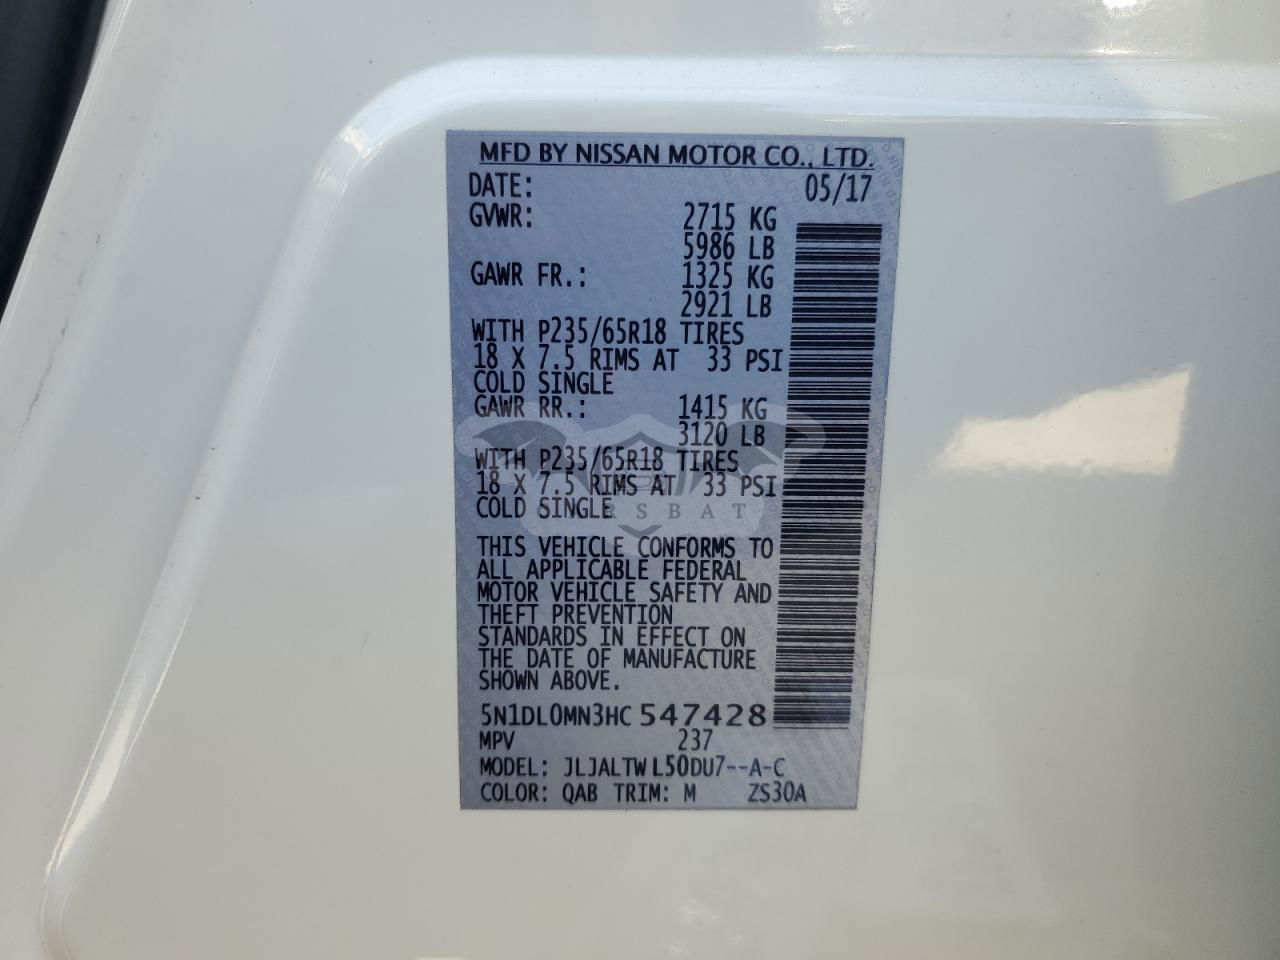 MFD BY NISSAN MOTOR CO., LTD.
DATE: 05/17
GVWR: 2715 KG
5986 LB
GAWR FR.: 1325 KG
2921 LB
WITH P235/65R18 TIRES
18 X 7.5 RIMS AT 33 PSI
COLD SINGLE
GAWR RR.: 1415 KG
3120 LB
WITH P235/65R18 TIRES
18 X 7.5 RIMS AT 33 PSI
COLD SINGLE
THIS VEHICLE CONFORMS TO
ALL APPLICABLE FEDERAL
MOTOR VEHICLE SAFETY AND
THEFT PREVENTION
STANDARDS IN EFFECT ON
THE DATE OF MANUFACTURE
SHOWN ABOVE.
5N1DL0MN3HC 547428
MPV 237
MODEL: JLJALTWL50DU7--A-C
COLOR: QAB TRIM: M ZS30A